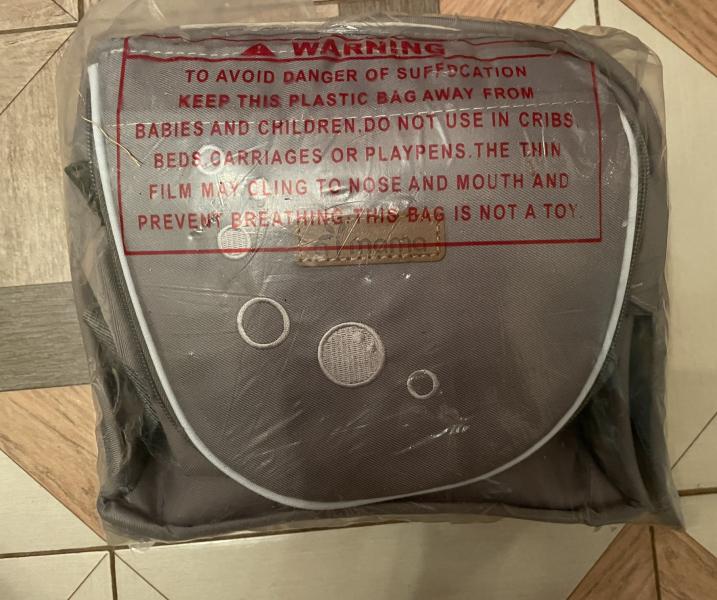 WARNING
TO AVOID DANGER OF SUFFOCATION
KEEP THIS PLASTIC BAG AWAY FROM
BABIES AND CHILDREN,DO NOT USE IN CRIBS,
BEDS,CARRIAGES OR PLAYPENS.THE THIN
FILM MAY CLING TO NOSE AND MOUTH AND
PREVENT BREATHING.THIS BAG IS NOT A TOY.